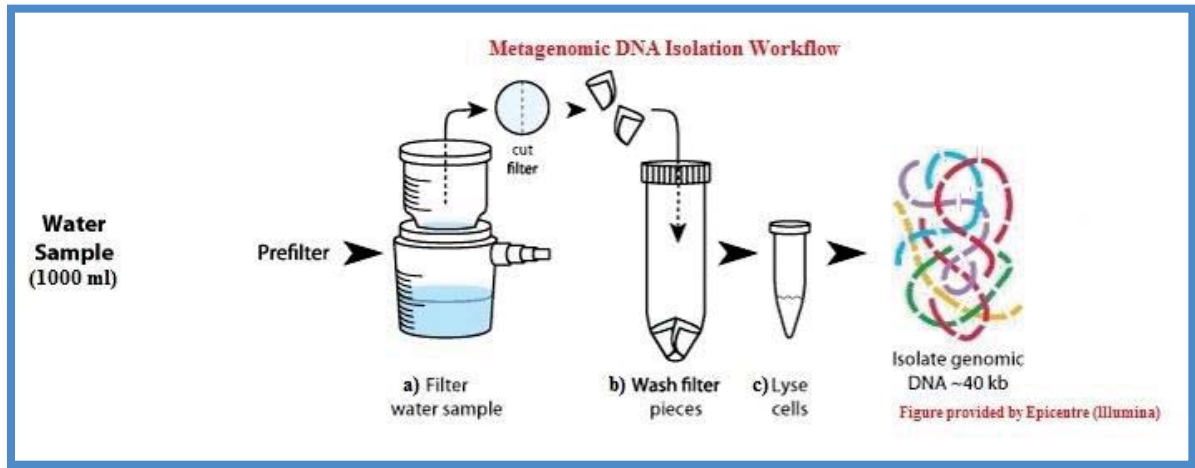 Metagenomic DNA Isolation Workflow
cut
filter
Water
Sample
(1000 ml)
Prefilter
a) Filter
water sample
b) Wash filter
pieces
c) Lyse
cells
Isolate genomic
DNA ~40 kb
Figure provided by Epicentre (Illumina)